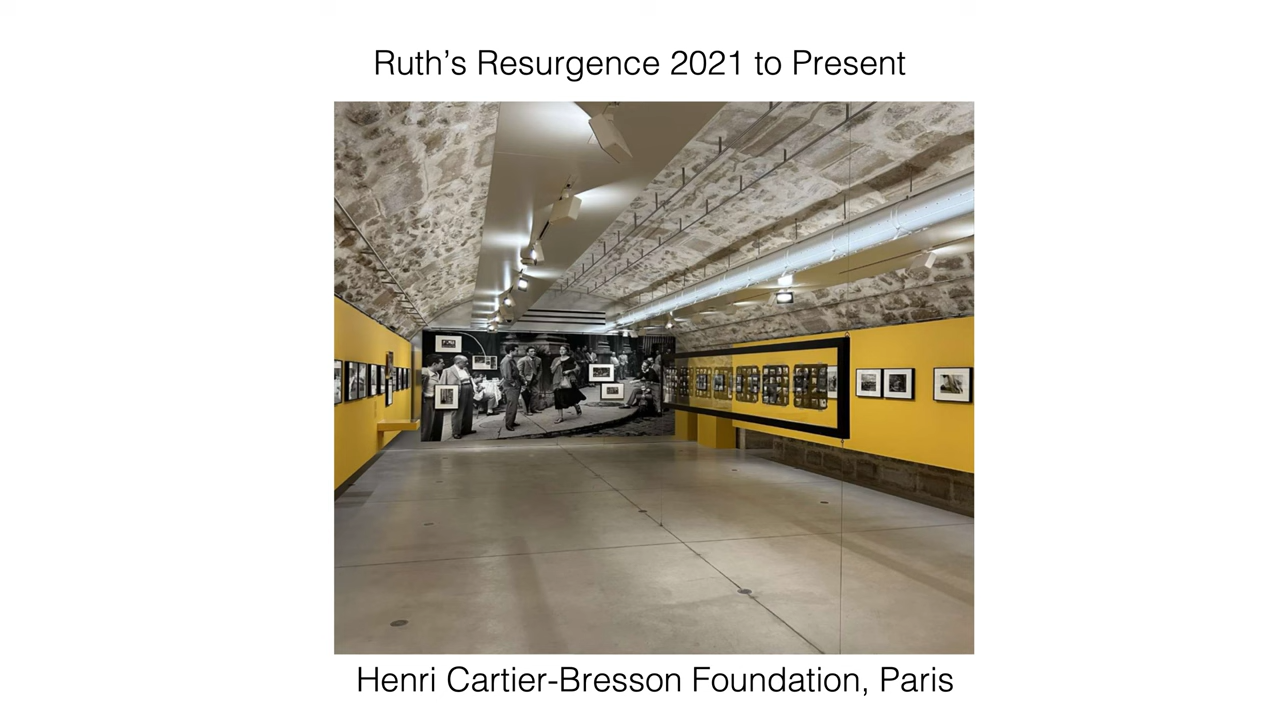 Ruth’s Resurgence 2021 to Present
Henri Cartier-Bresson Foundation, Paris